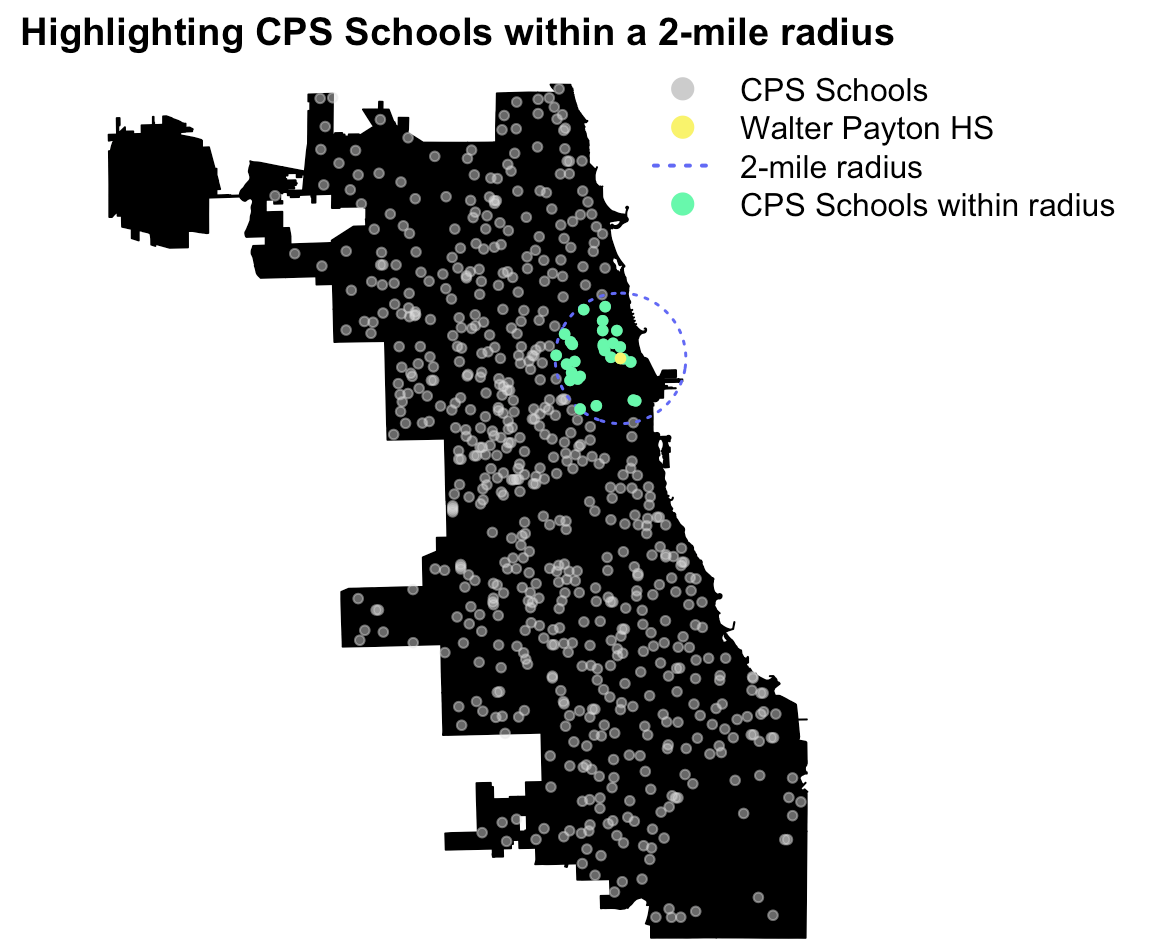 Highlighting CPS Schools within a 2-mile radius
CPS Schools
Walter Payton HS
2-mile radius
CPS Schools within radius